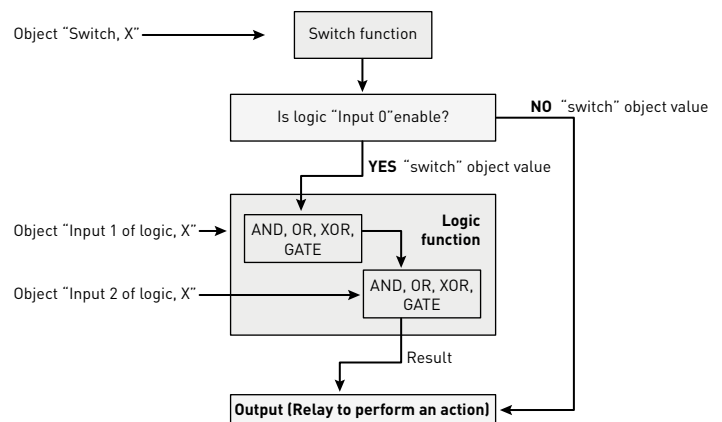 Object “Switch, X”
Switch function
Is logic “Input 0”enable?
NO “switch” object value
YES “switch” object value
Object “Input 1 of logic, X”
AND, OR, XOR,
GATE
Logic
function
Object “Input 2 of logic, X”
AND, OR, XOR,
GATE
Result
Output (Relay to perform an action)